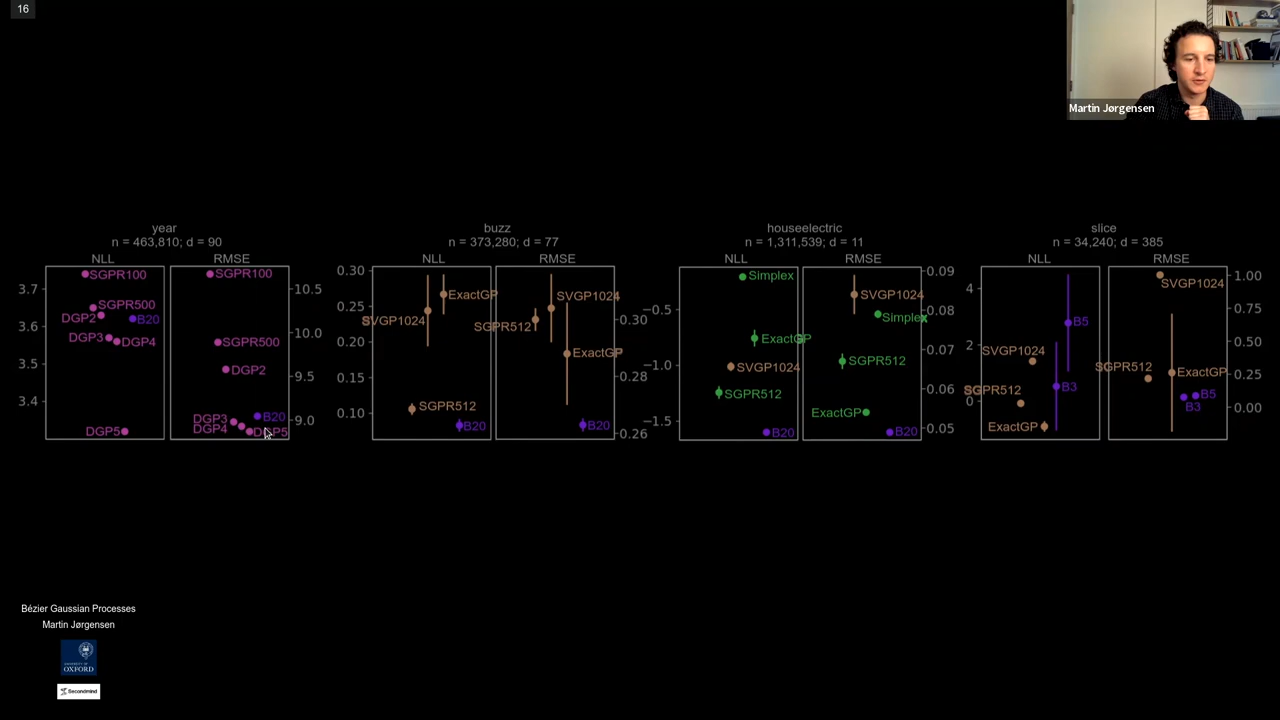 16
Martin Jørgensen
year
n = 463,810; d = 90
NLL
RMSE
3.7
3.6
3.5
3.4
SGPR100
SGPR500
DGP2
B20
DGP3
DGP4
DGP5
SGPR100
SGPR500
DGP2
DGP3
B20
DGP4
DGP5
10.5
10.0
9.5
9.0
buzz
n = 373,280; d = 77
NLL
RMSE
0.30
0.25
0.20
0.15
0.10
ExactGP
SVGP1024
SGPR512
B20
SVGP1024
SGPR512
ExactGP
B20
0.30
0.28
0.26
houseelectric
n = 1,311,539; d = 11
NLL
RMSE
−0.5
−1.0
−1.5
Simplex
ExactGP
SVGP1024
SGPR512
B20
SVGP1024
Simplex
SGPR512
ExactGP
B20
0.09
0.08
0.07
0.06
0.05
slice
n = 34,240; d = 385
NLL
RMSE
4
2
0
B5
SVGP1024
B3
SGPR512
ExactGP
SVGP1024
SGPR512
ExactGP
B5
B3
1.00
0.75
0.50
0.25
0.00
Bézier Gaussian Processes
Martin Jørgensen
UNIVERSITY OF
OXFORD
Secondmind